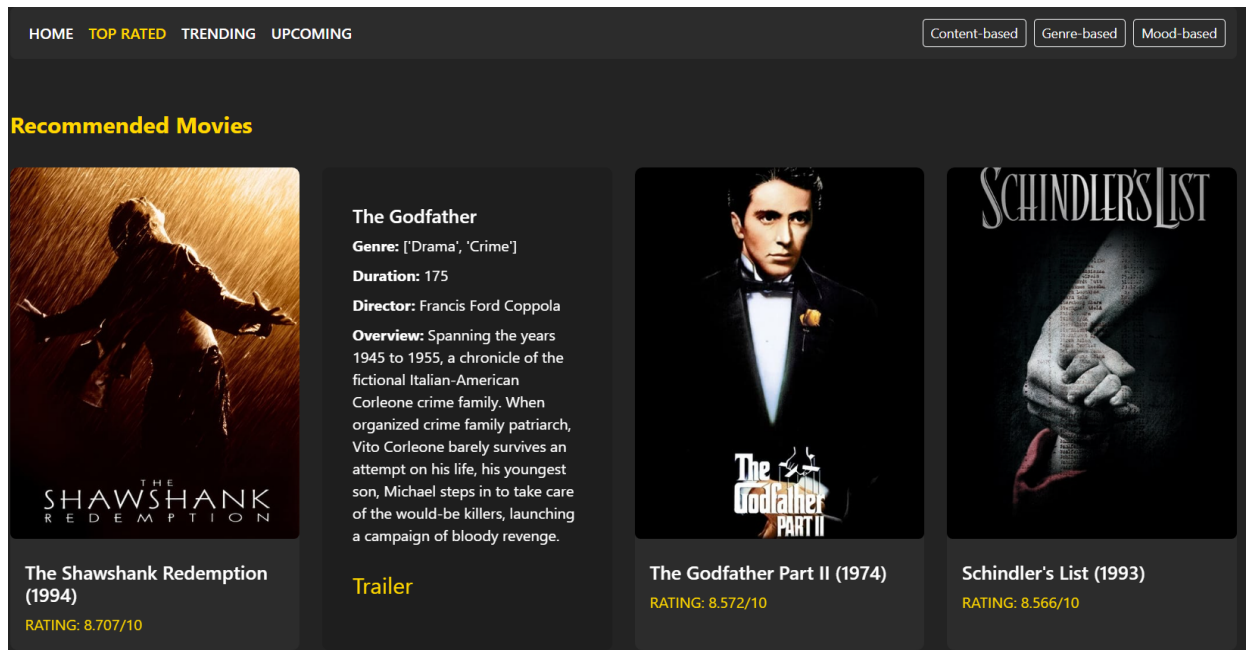 HOME TOP RATED TRENDING UPCOMING
Content-based Genre-based Mood-based
Recommended Movies
THE
SHAWSHANK
REDEMPTION
The Shawshank Redemption
(1994)
RATING: 8.707/10
The Godfather
Genre: ['Drama', 'Crime']
Duration: 175
Director: Francis Ford Coppola
Overview: Spanning the years
1945 to 1955, a chronicle of the
fictional Italian-American
Corleone crime family. When
organized crime family patriarch,
Vito Corleone barely survives an
attempt on his life, his youngest
son, Michael steps in to take care
of the would-be killers, launching
a campaign of bloody revenge.
Trailer
The
Godfather
PART II
The Godfather Part II (1974)
RATING: 8.572/10
SCHINDLER'S LIST
Schindler's List (1993)
RATING: 8.566/10